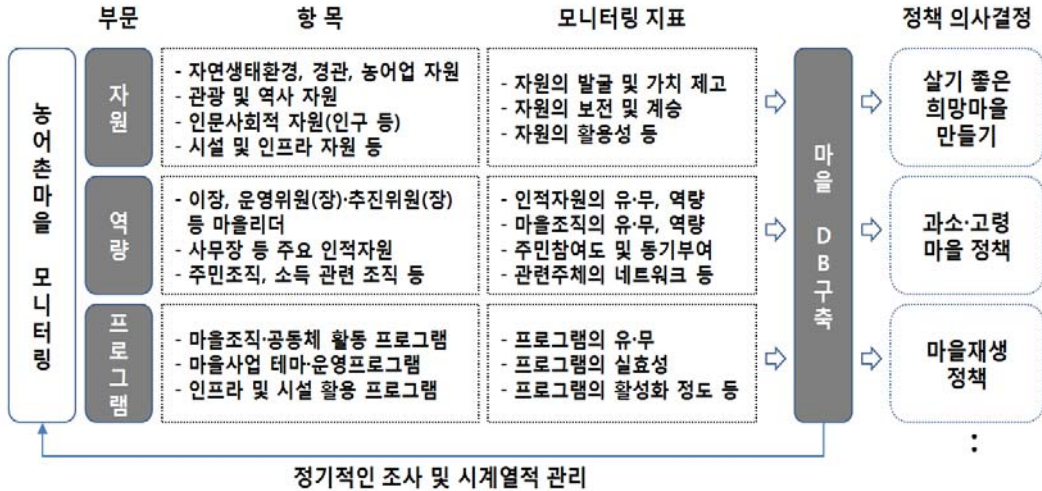 부문
항 목
모니터링 지표
정책 의사결정
농어촌마을 모니터링
자원
- 자연생태환경, 경관, 농어업 자원
- 관광 및 역사 자원
- 인문사회적 자원(인구 등)
- 시설 및 인프라 자원 등
- 자원의 발굴 및 가치 제고
- 자원의 보전 및 계승
- 자원의 활용성 등
역량
- 이장, 운영위원(장)·추진위원(장)
등 마을리더
- 사무장 등 주요 인적자원
- 주민조직, 소득 관련 조직 등
- 인적자원의 유·무, 역량
- 마을조직의 유·무, 역량
- 주민참여도 및 동기부여
- 관련주체의 네트워크 등
프로그램
- 마을조직·공동체 활동 프로그램
- 마을사업 테마·운영프로그램
- 인프라 및 시설 활용 프로그램
- 프로그램의 유·무
- 프로그램의 실효성
- 프로그램의 활성화 정도 등
마을 DB구축
살기 좋은
희망마을
만들기
과소·고령
마을 정책
마을재생
정책
:
정기적인 조사 및 시계열적 관리